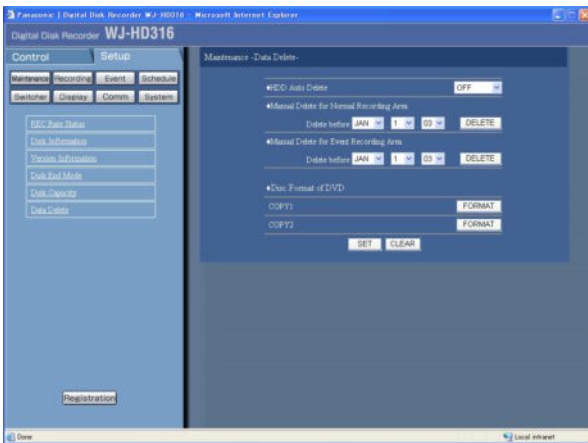 Panasonic | Digital Disk Recorder WJ-HD316 - Microsoft Internet Explorer
Digital Disk Recorder WJ-HD316
Control
Setup
Maintenance -Data Delete-
Maintenance Recording Event Schedule
Switcher Display Comm System
REC Rate Status
Disk Information
Version Information
Disk End Mode
Disk Capacity
Data Delete
Registration
♦HDD Auto Delete OFF
♦Manual Delete for Normal Recording Area
Delete before JAN 1 03 DELETE
♦Manual Delete for Event Recording Area
Delete before JAN 1 03 DELETE
♦Disc Format of DVD
COPY1 FORMAT
COPY2 FORMAT
SET CLEAR
Done
Local intranet